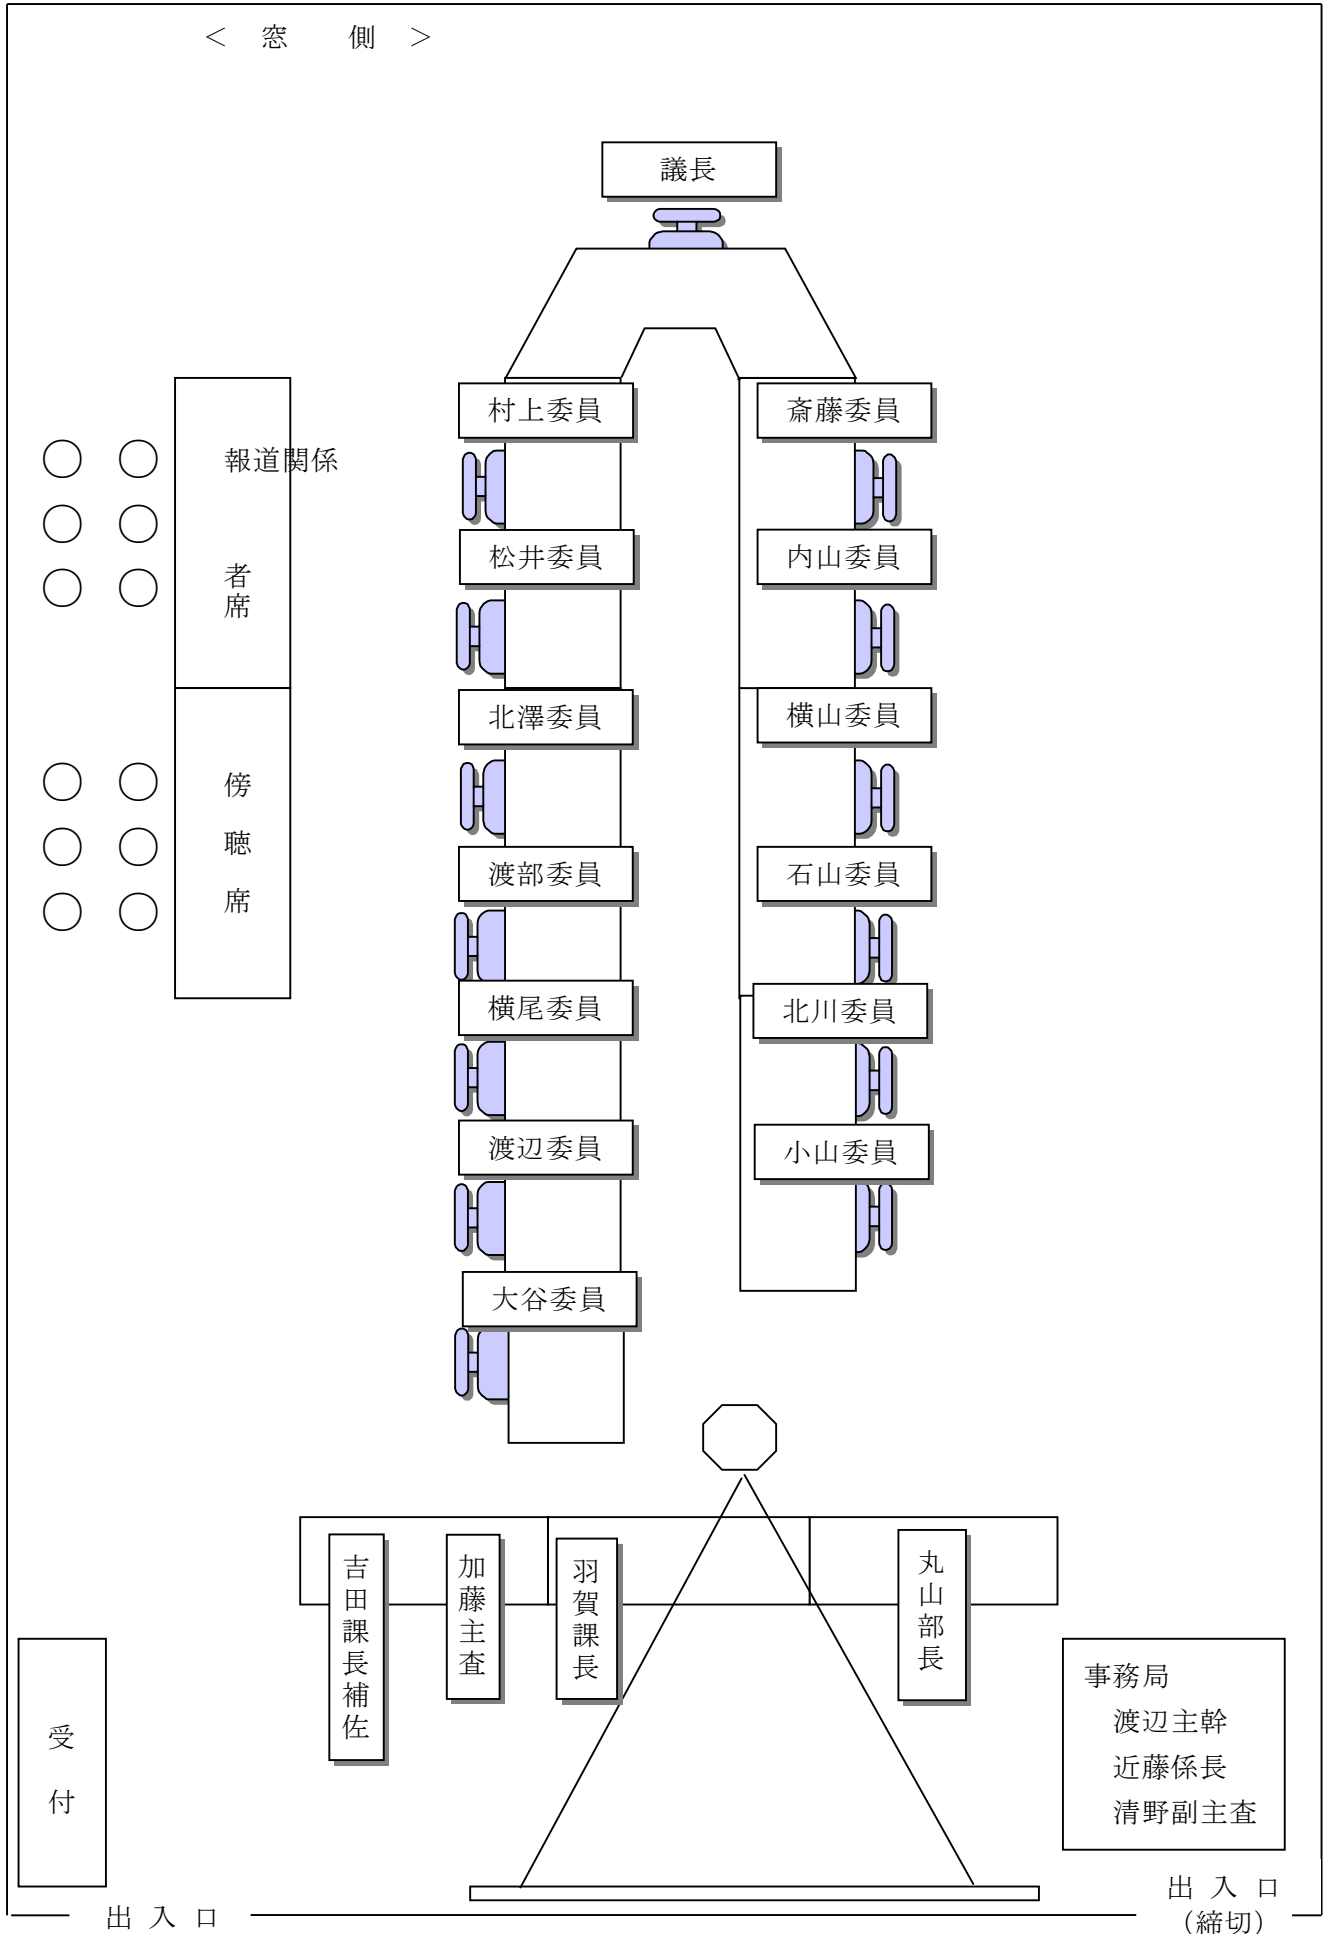 ＜ 窓 側 ＞
議長
村上委員
斎藤委員
報道関係
者席
松井委員
内山委員
北澤委員
横山委員
傍聴席
渡部委員
石山委員
横尾委員
北川委員
渡辺委員
小山委員
大谷委員
吉田課長補佐
加藤主査
羽賀課長
丸山部長
受付
事務局
渡辺主幹
近藤係長
清野副主査
出 入 口
出 入 口
（締切）